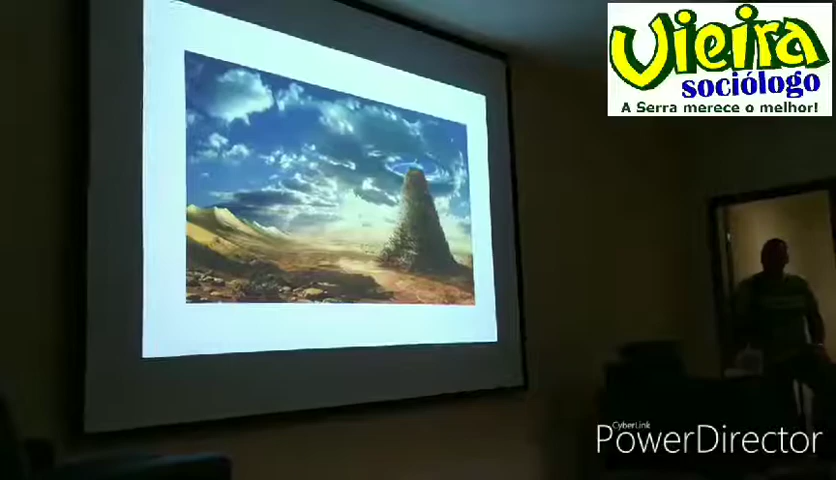 Vieira
sociólogo
A Serra merece o melhor!
CyberLink
PowerDirector